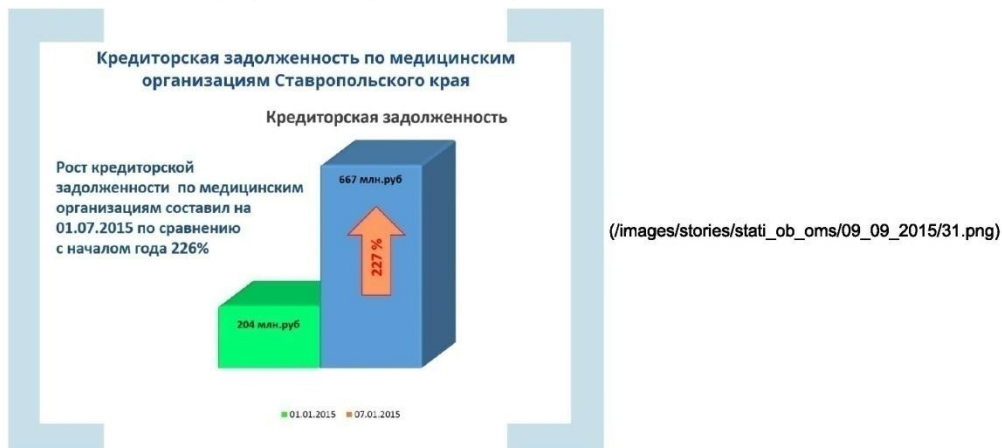 Кредиторская задолженность по медицинским
организациям Ставропольского края
Кредиторская задолженность
Рост кредиторской
задолженности по медицинским
организациям составил на
01.07.2015 по сравнению
с началом года 226%
667 млн.руб
227 %
204 млн.руб
01.01.2015 07.01.2015
(/images/stories/stati_ob_oms/09_09_2015/31.png)